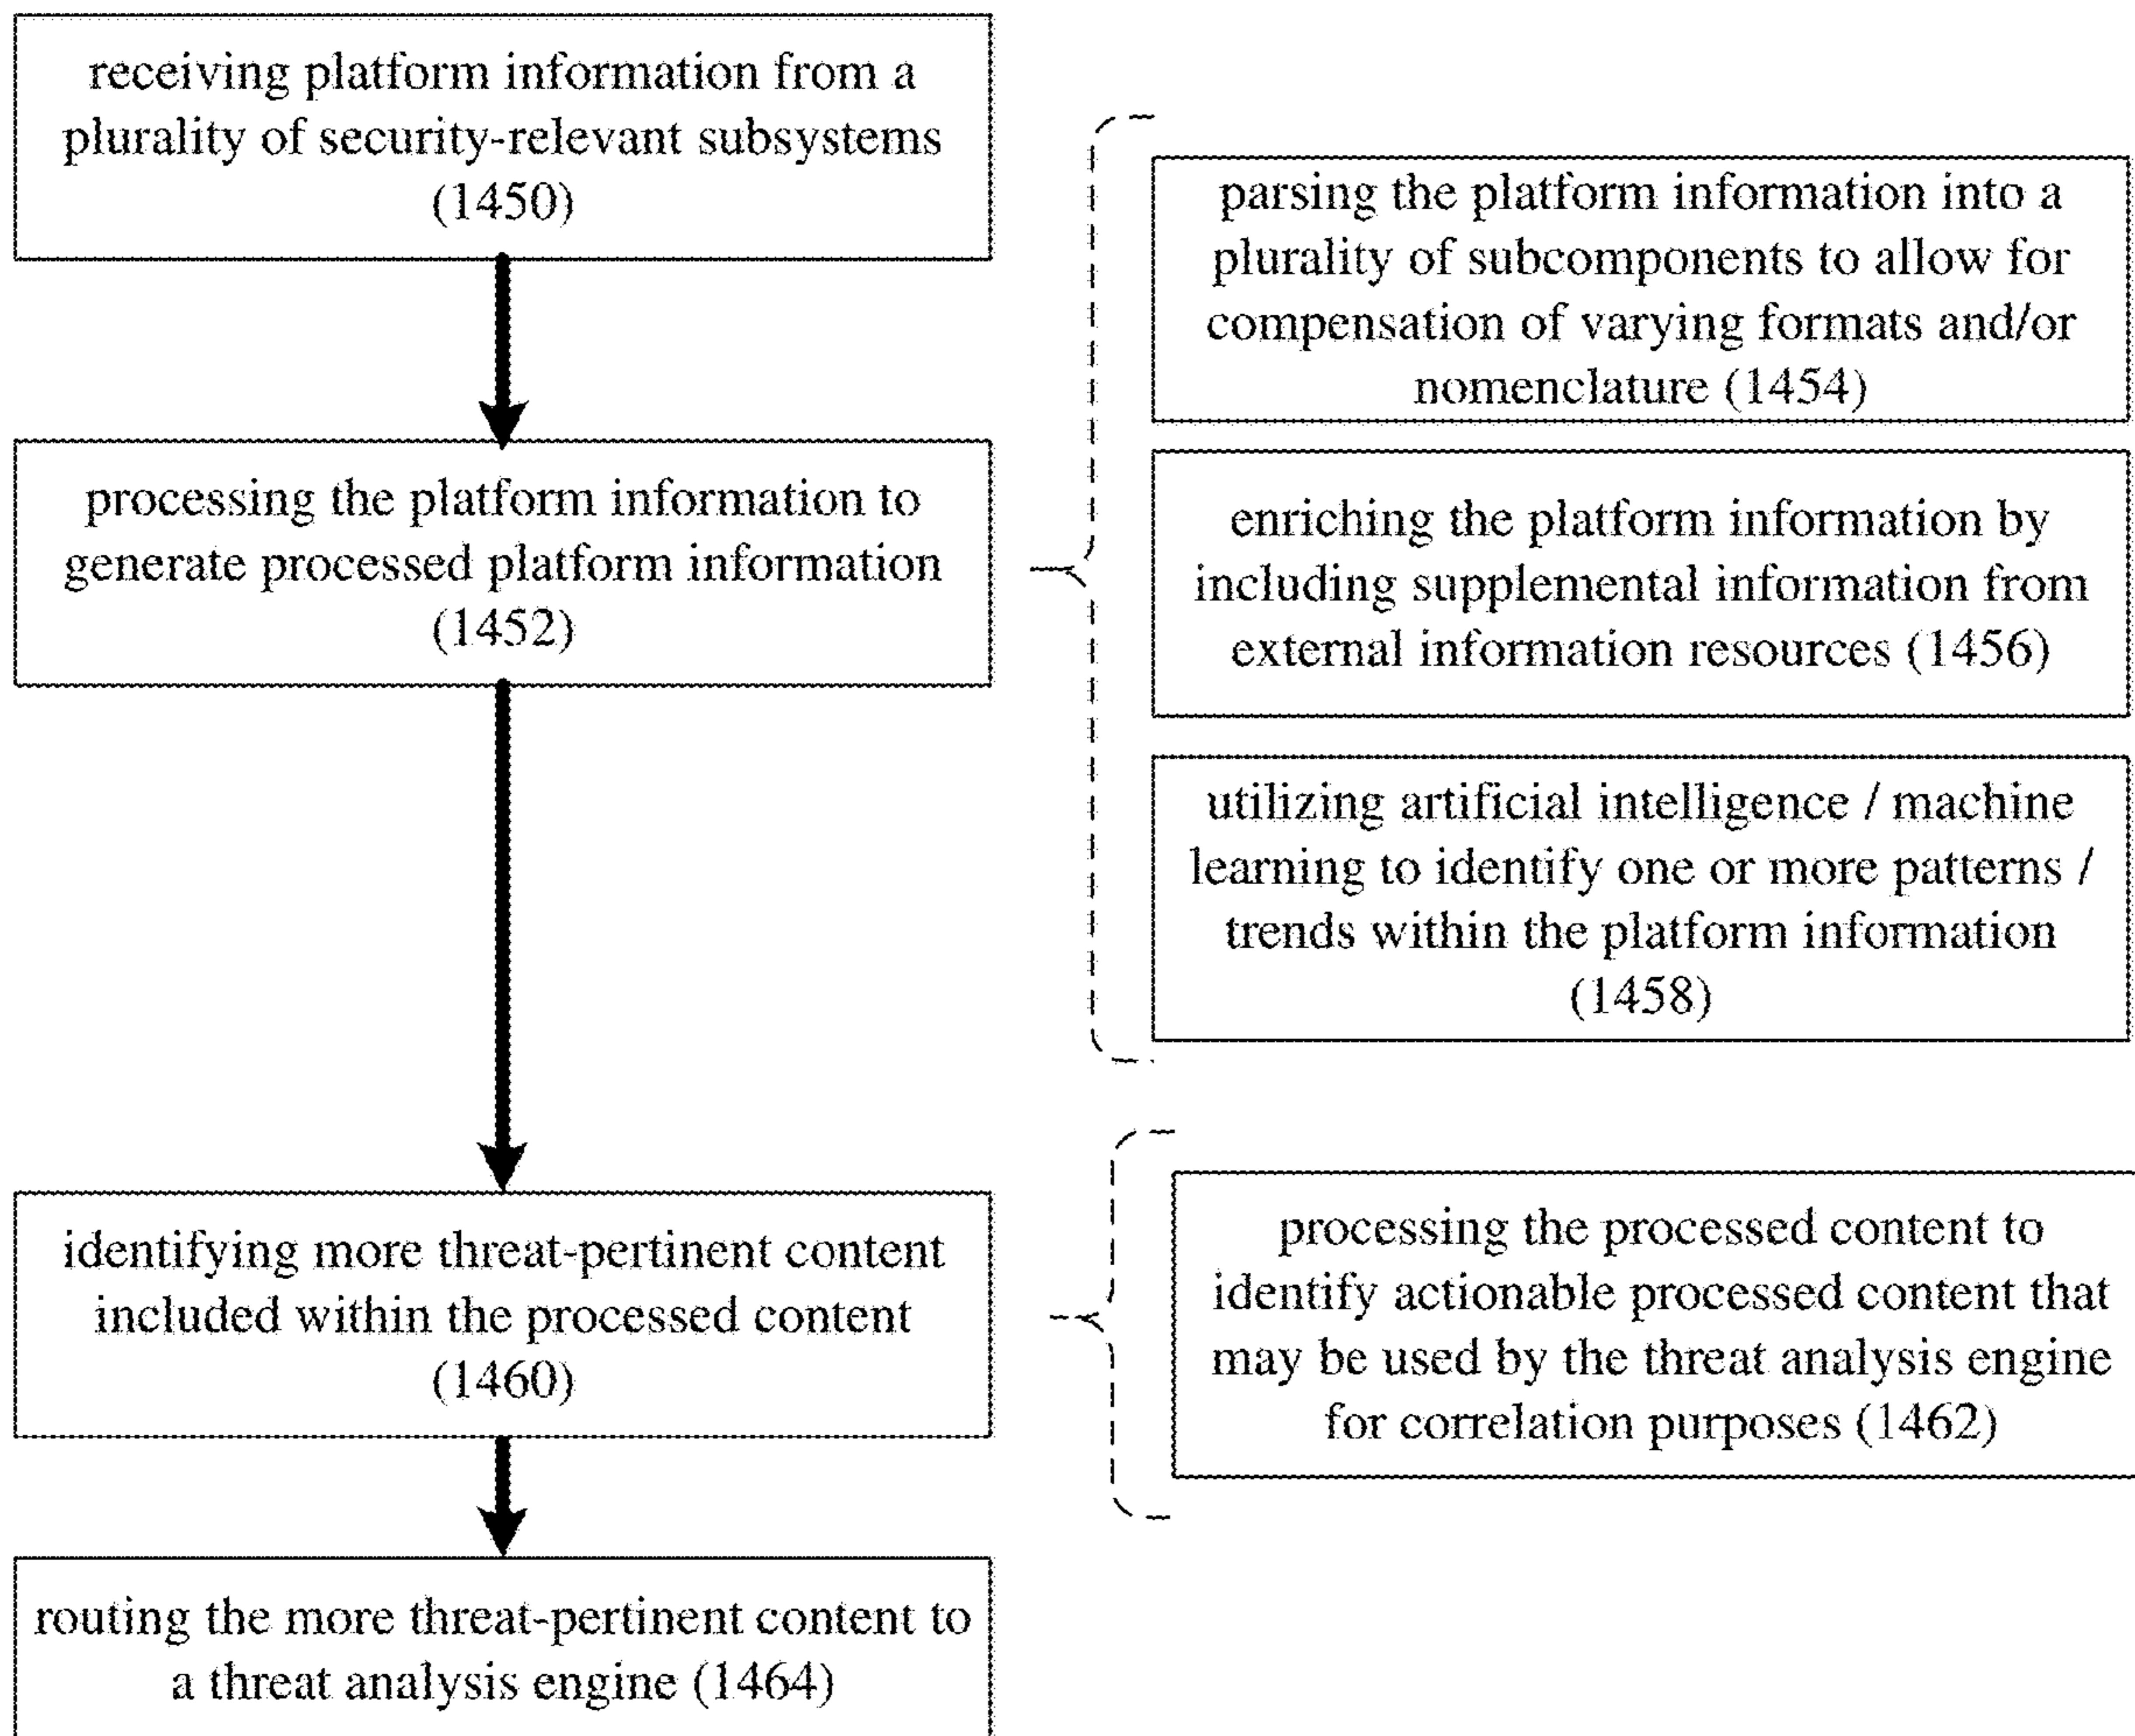 receiving platform information from a
plurality of security-relevant subsystems
(1450)
processing the platform information to
generate processed platform information
(1452)
parsing the platform information into a
plurality of subcomponents to allow for
compensation of varying formats and/or
nomenclature (1454)
enriching the platform information by
including supplemental information from
external information resources (1456)
utilizing artificial intelligence / machine
learning to identify one or more patterns /
trends within the platform information
(1458)
identifying more threat-pertinent content
included within the processed content
(1460)
processing the processed content to
identify actionable processed content that
may be used by the threat analysis engine
for correlation purposes (1462)
routing the more threat-pertinent content to
a threat analysis engine (1464)